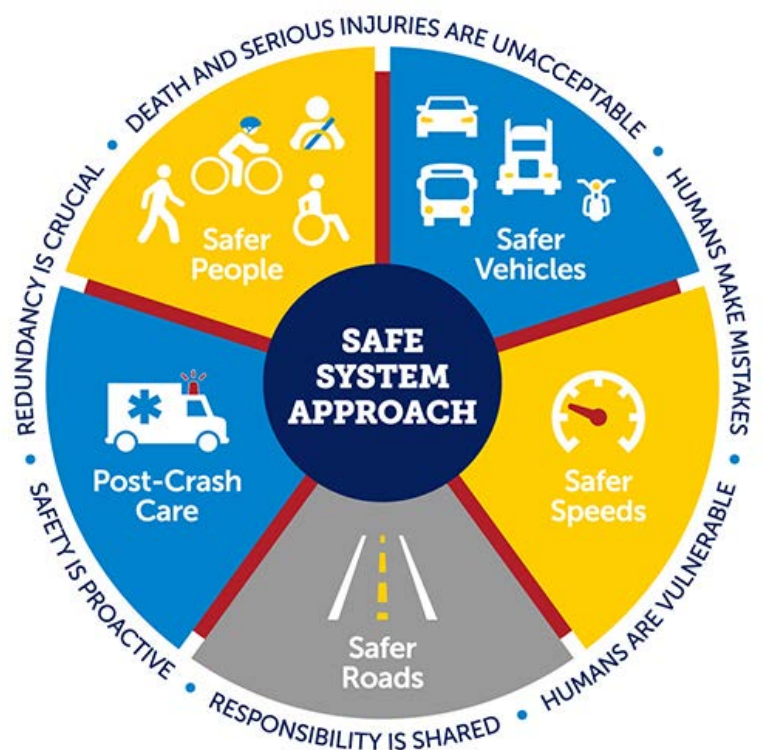 DEATH AND SERIOUS INJURIES ARE UNACCEPTABLE
HUMANS MAKE MISTAKES
HUMANS ARE VULNERABLE
RESPONSIBILITY IS SHARED
SAFETY IS PROACTIVE
REDUNDANCY IS CRUCIAL
Safer
People
Safer
Vehicles
SAFE
SYSTEM
APPROACH
Post-Crash
Care
Safer
Speeds
Safer
Roads